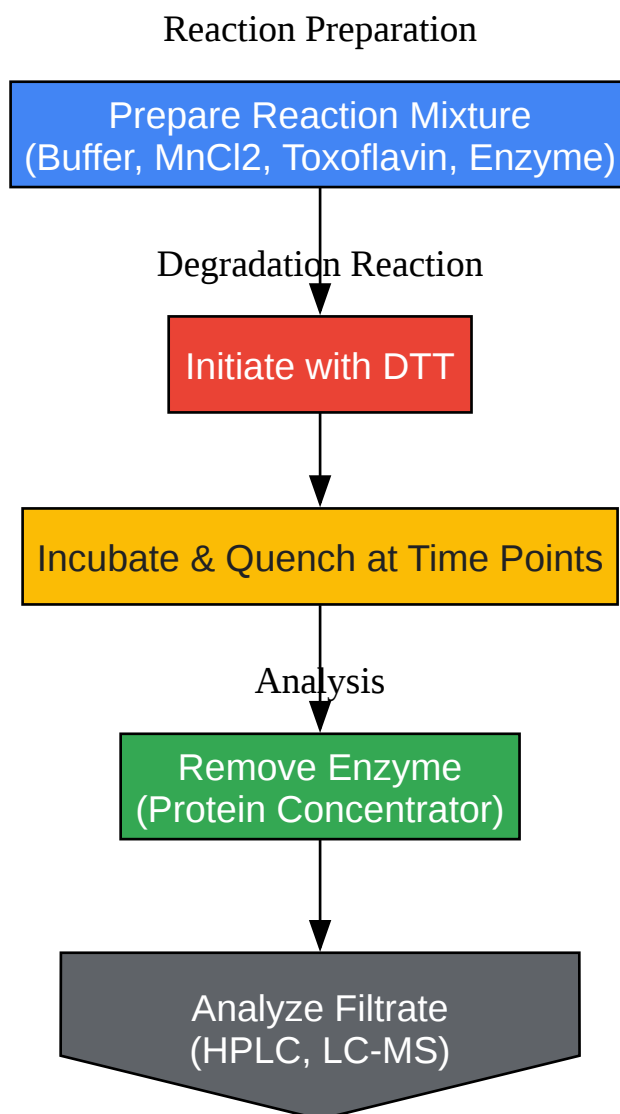 Reaction Preparation
Prepare Reaction Mixture
(Buffer, MnCl2, Toxoflavin, Enzyme)
Degradation Reaction
Initiate with DTT
Incubate & Quench at Time Points
Analysis
Remove Enzyme
(Protein Concentrator)
Analyze Filtrate
(HPLC, LC-MS)